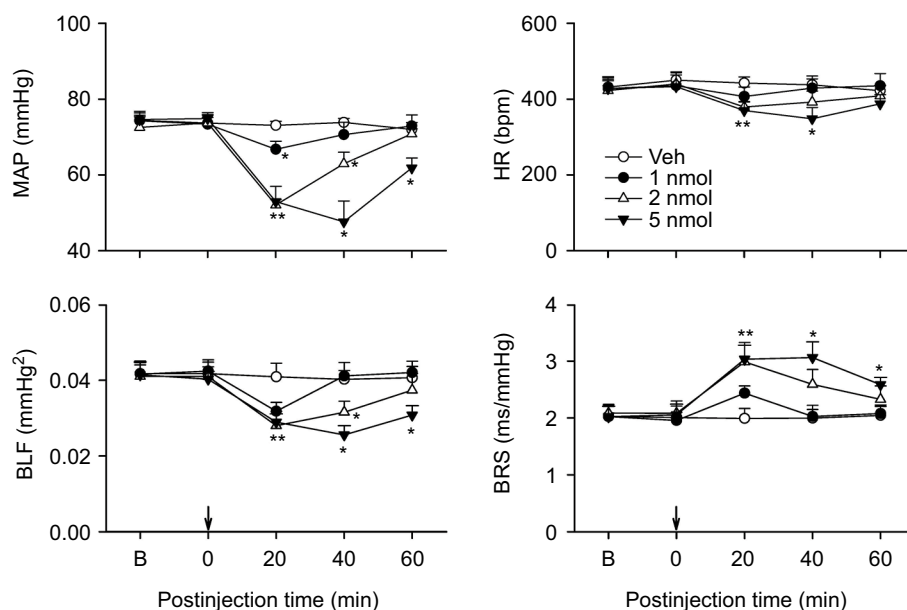 MAP (mmHg)
100
80
60
40
*
**
*
*
*
HR (bpm)
600
400
200
0
**
*
Veh
1 nmol
2 nmol
5 nmol
BLF (mmHg²)
0.06
0.04
0.02
0.00
**
*
*
*
B 0 20 40 60
Postinjection time (min)
BRS (ms/mmHg)
4
3
2
1
0
**
*
*
B 0 20 40 60
Postinjection time (min)